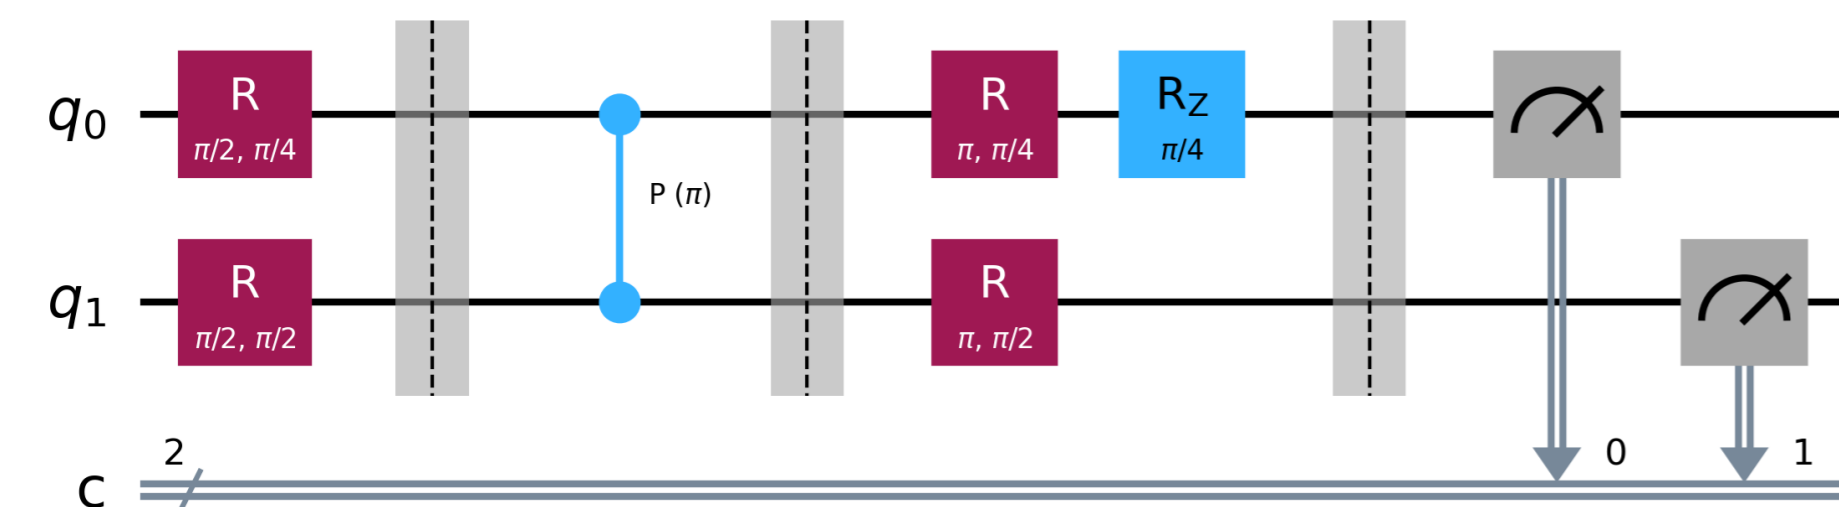 q0
R
π/2, π/4
P (π)
R
π, π/4
RZ
π/4
q1
R
π/2, π/2
R
π, π/2
2
0
1
c